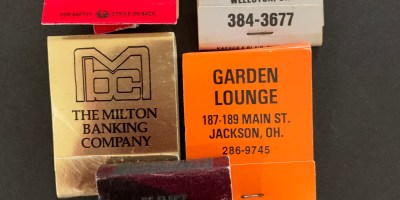 384-3677
mbc
THE MILTON
BANKING
COMPANY
GARDEN
LOUNGE
187-189 MAIN ST.
JACKSON, OH.
286-9745